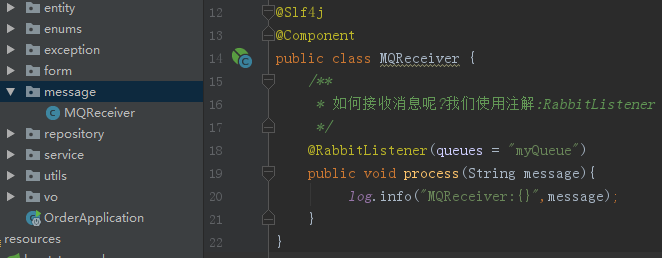 entity
enums
exception
form
message
MQReceiver
repository
service
utils
vo
OrderApplication
resources
12 @Slf4j
13 @Component
14 public class MQReceiver {
15 /**
16 * 如何接收消息呢?我们使用注解:RabbitListener
17 */
18 @RabbitListener(queues = "myQueue")
19 public void process(String message){
20 log.info("MQReceiver:{}",message);
21 }
22 }